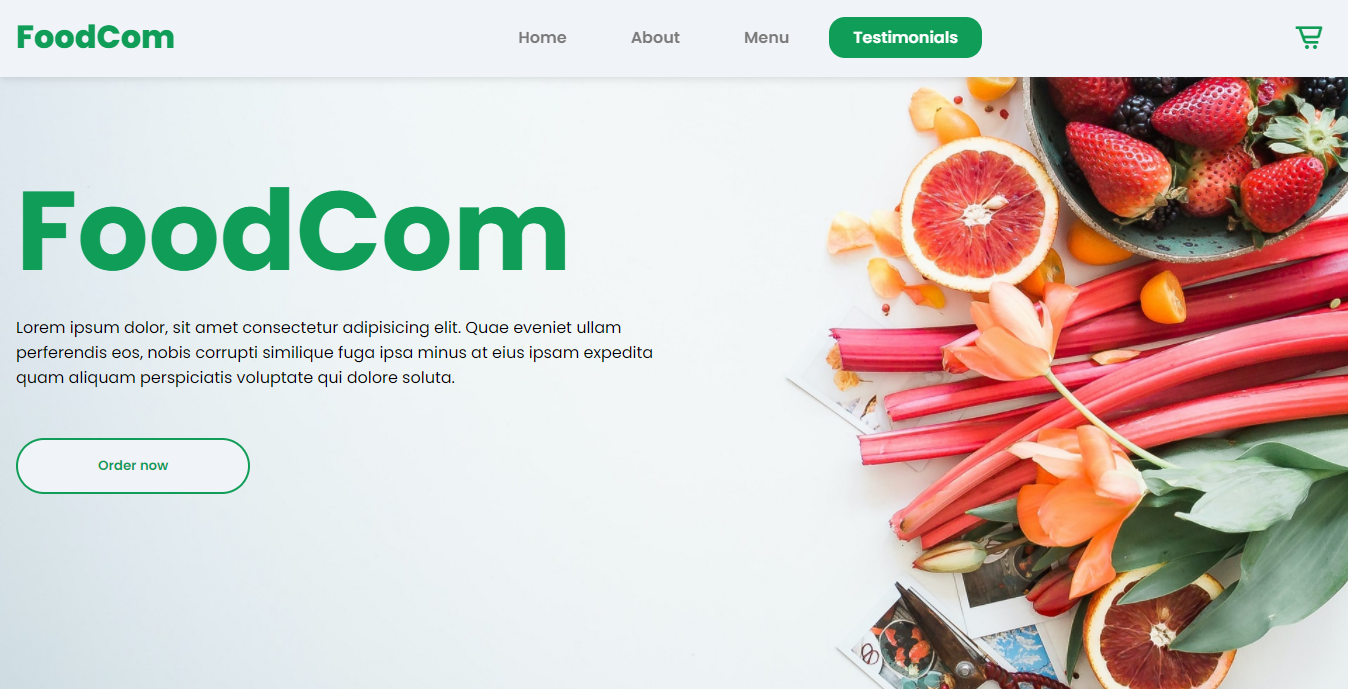 FoodCom
Home
About
Menu
Testimonials
FoodCom
Lorem ipsum dolor, sit amet consectetur adipisicing elit. Quae eveniet ullam
perferendis eos, nobis corrupti similique fuga ipsa minus at eius ipsam expedita
quam aliquam perspiciatis voluptate qui dolore soluta.
Order now